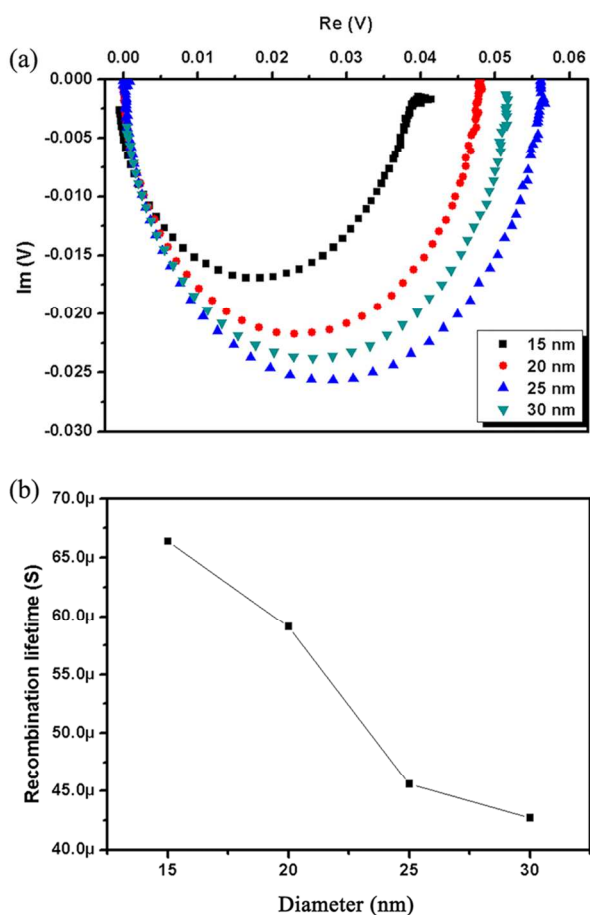 Re (V)
(a)
0.00 0.01 0.02 0.03 0.04 0.05 0.06
Im (V)
0.000
-0.005
-0.010
-0.015
-0.020
-0.025
-0.030
15 nm
20 nm
25 nm
30 nm
(b)
Recombination lifetime (S)
70.0µ
65.0µ
60.0µ
55.0µ
50.0µ
45.0µ
40.0µ
15 20 25 30
Diameter (nm)